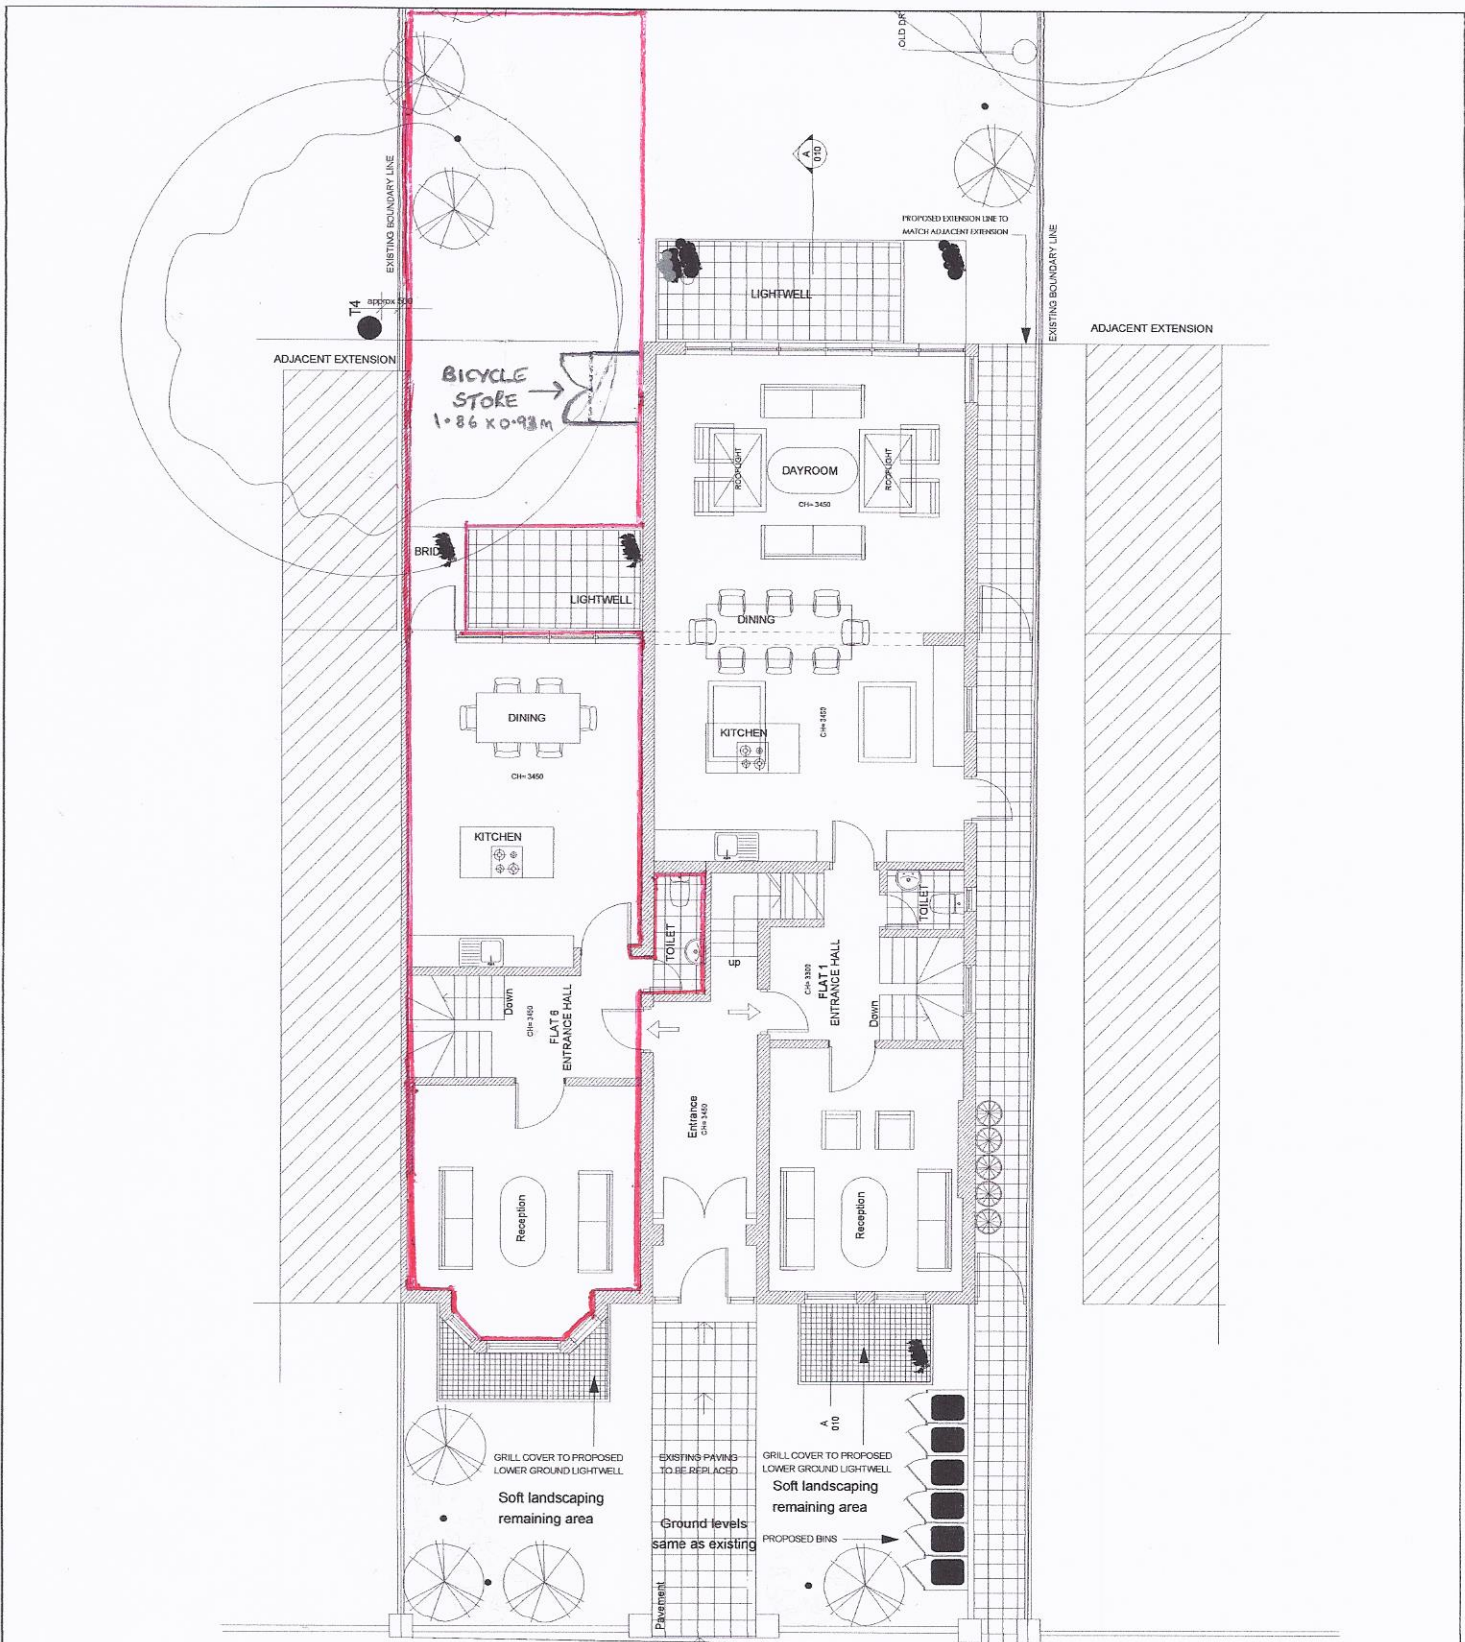 OLD DR
A
010
EXISTING BOUNDARY LINE
PROPOSED EXTENSION LINE TO
MATCH ADJACENT EXTENSION
EXISTING BOUNDARY LINE
T4
approx 500
LIGHTWELL
ADJACENT EXTENSION
ADJACENT EXTENSION
BICYCLE
STORE
1.86 x 0.93m
ROOFLIGHT
DAYROOM
ROOFLIGHT
CH= 3450
BRID
LIGHTWELL
DINING
DINING
CH= 3450
KITCHEN
CH= 3450
KITCHEN
TOILET
TOILET
up
Down
CH= 3450
FLAT 6
ENTRANCE HALL
CH= 3300
FLAT 1
ENTRANCE HALL
Down
Entrance
CH= 3450
Reception
Reception
A
010
GRILL COVER TO PROPOSED
LOWER GROUND LIGHTWELL
Soft landscaping
remaining area
EXISTING PAVING
TO BE REPLACED
GRILL COVER TO PROPOSED
LOWER GROUND LIGHTWELL
Soft landscaping
remaining area
Ground levels
same as existing
PROPOSED BINS
Pavement